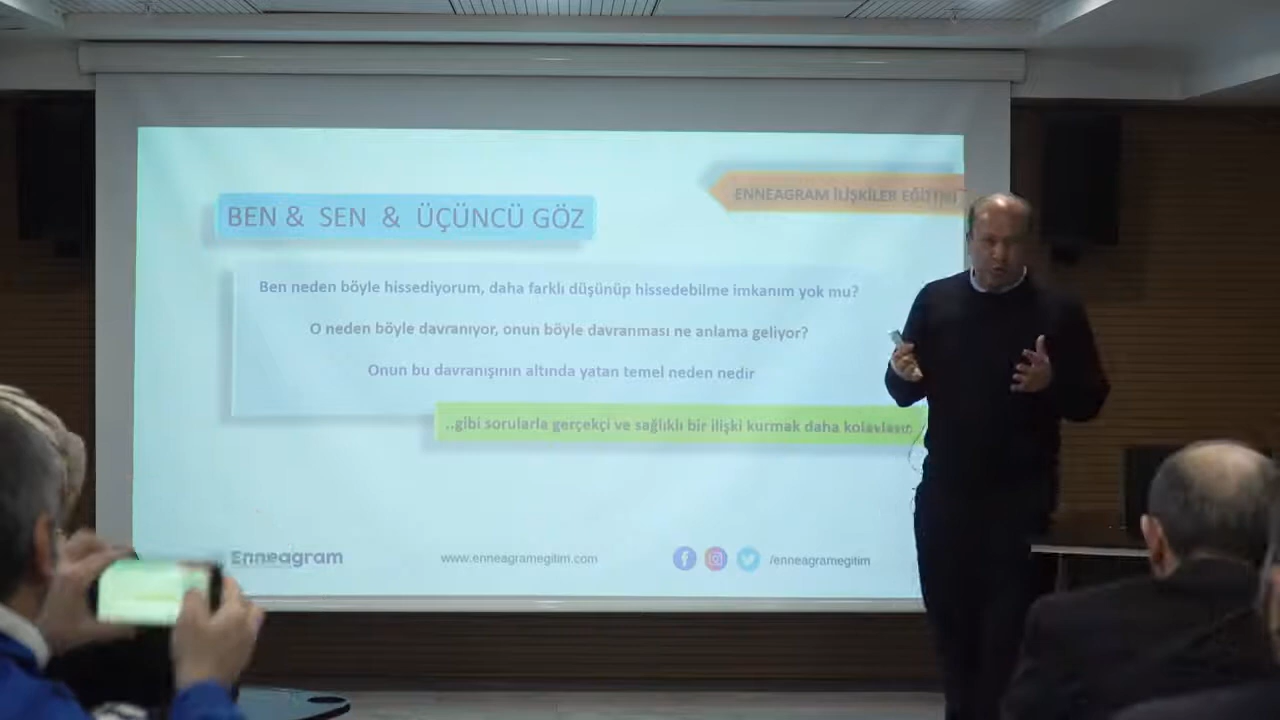 ENNEAGRAM İLİŞKİLER EĞİTİMİ
BEN & SEN & ÜÇÜNCÜ GÖZ
Ben neden böyle hissediyorum, daha farklı düşünüp hissedebilme imkanım yok mu?
O neden böyle davranıyor, onun böyle davranması ne anlama geliyor?
Onun bu davranışının altında yatan temel neden nedir
..gibi sorularla gerçekçi ve sağlıklı bir ilişki kurmak daha kolaylaşır.
Enneagram
www.enneagramegitim.com
/enneagramegitim